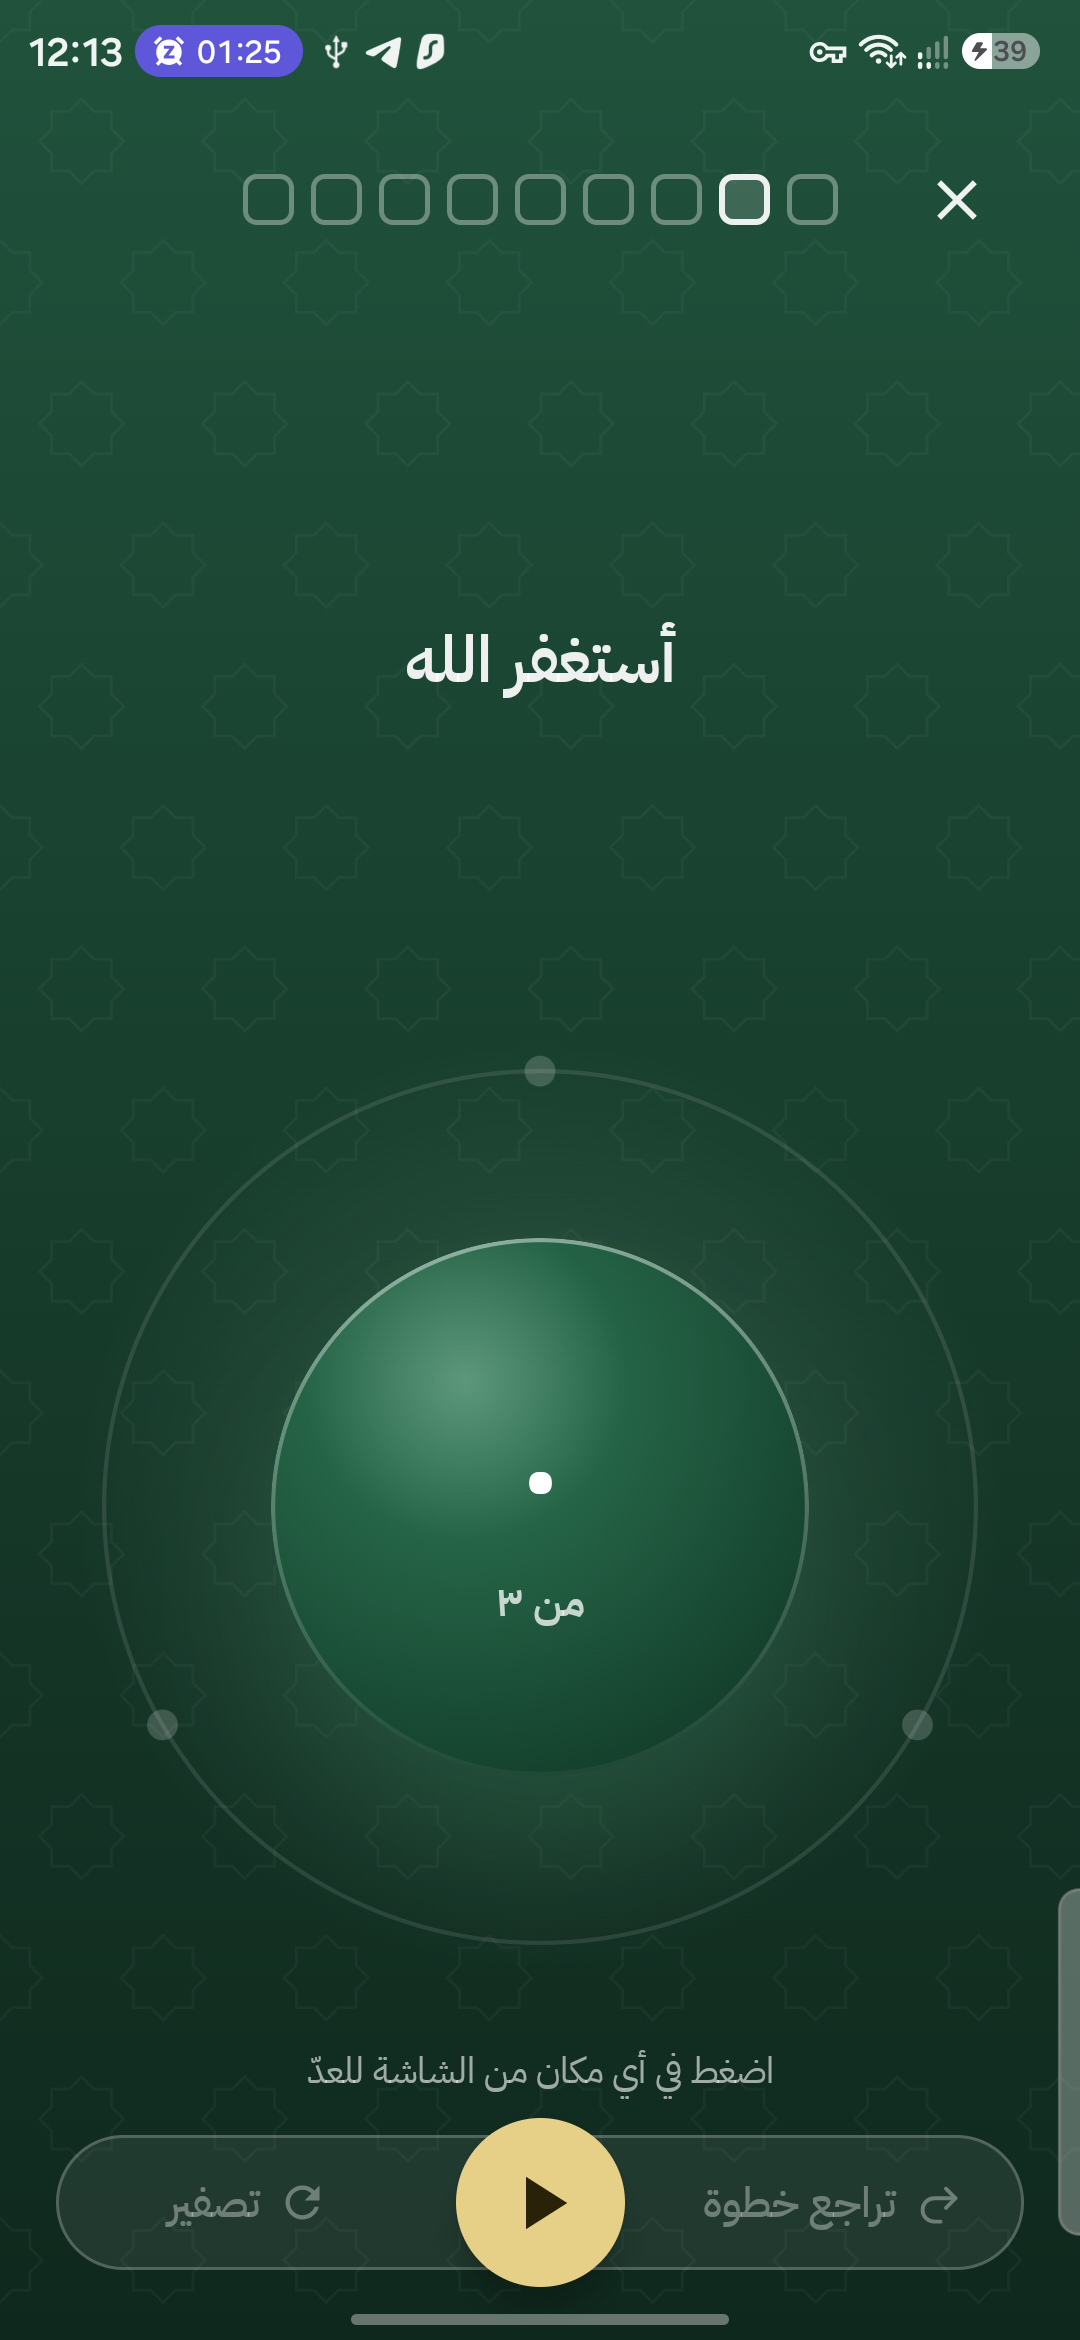 12:13 01:25 39
أستغفر الله
٠
من ٣
اضغط في أي مكان من الشاشة للعدّ
تراجع خطوة
تصفير